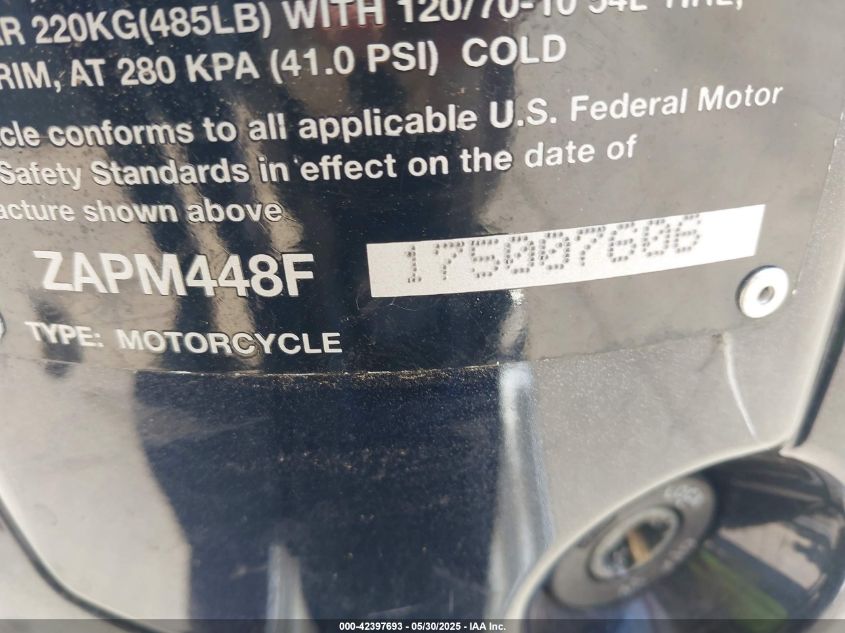 R 220KG(485LB) WITH 120/70-10 54L TIRE,
RIM, AT 280 KPA (41.0 PSI) COLD
cle conforms to all applicable U.S. Federal Motor
Safety Standards in effect on the date of
acture shown above
ZAPM448F 175007606
TYPE: MOTORCYCLE
LOCK
000-42397693 - 05/30/2025 - IAA Inc.